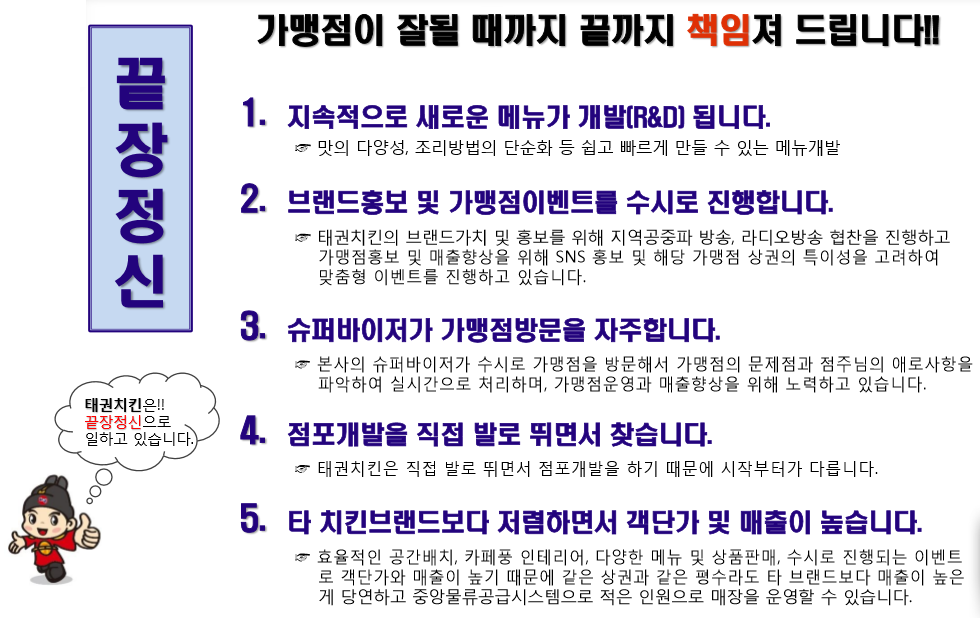 가맹점이 잘될 때까지 끝까지 책임져 드립니다!!
끝장정신
1. 지속적으로 새로운 메뉴가 개발(R&D) 됩니다.
☞ 맛의 다양성, 조리방법의 단순화 등 쉽고 빠르게 만들 수 있는 메뉴개발
2. 브랜드홍보 및 가맹점이벤트를 수시로 진행합니다.
☞ 태권치킨의 브랜드가치 및 홍보를 위해 지역공중파 방송, 라디오방송 협찬을 진행하고
가맹점홍보 및 매출향상을 위해 SNS 홍보 및 해당 가맹점 상권의 특이성을 고려하여
맞춤형 이벤트를 진행하고 있습니다.
3. 슈퍼바이저가 가맹점방문을 자주합니다.
☞ 본사의 슈퍼바이저가 수시로 가맹점을 방문해서 가맹점의 문제점과 점주님의 애로사항을
파악하여 실시간으로 처리하며, 가맹점운영과 매출향상을 위해 노력하고 있습니다.
태권치킨은!!
끝장정신으로
일하고 있습니다.
4. 점포개발을 직접 발로 뛰면서 찾습니다.
☞ 태권치킨은 직접 발로 뛰면서 점포개발을 하기 때문에 시작부터가 다릅니다.
5. 타 치킨브랜드보다 저렴하면서 객단가 및 매출이 높습니다.
☞ 효율적인 공간배치, 카페풍 인테리어, 다양한 메뉴 및 상품판매, 수시로 진행되는 이벤트
로 객단가와 매출이 높기 때문에 같은 상권과 같은 평수라도 타 브랜드보다 매출이 높은
게 당연하고 중앙물류공급시스템으로 적은 인원으로 매장을 운영할 수 있습니다.